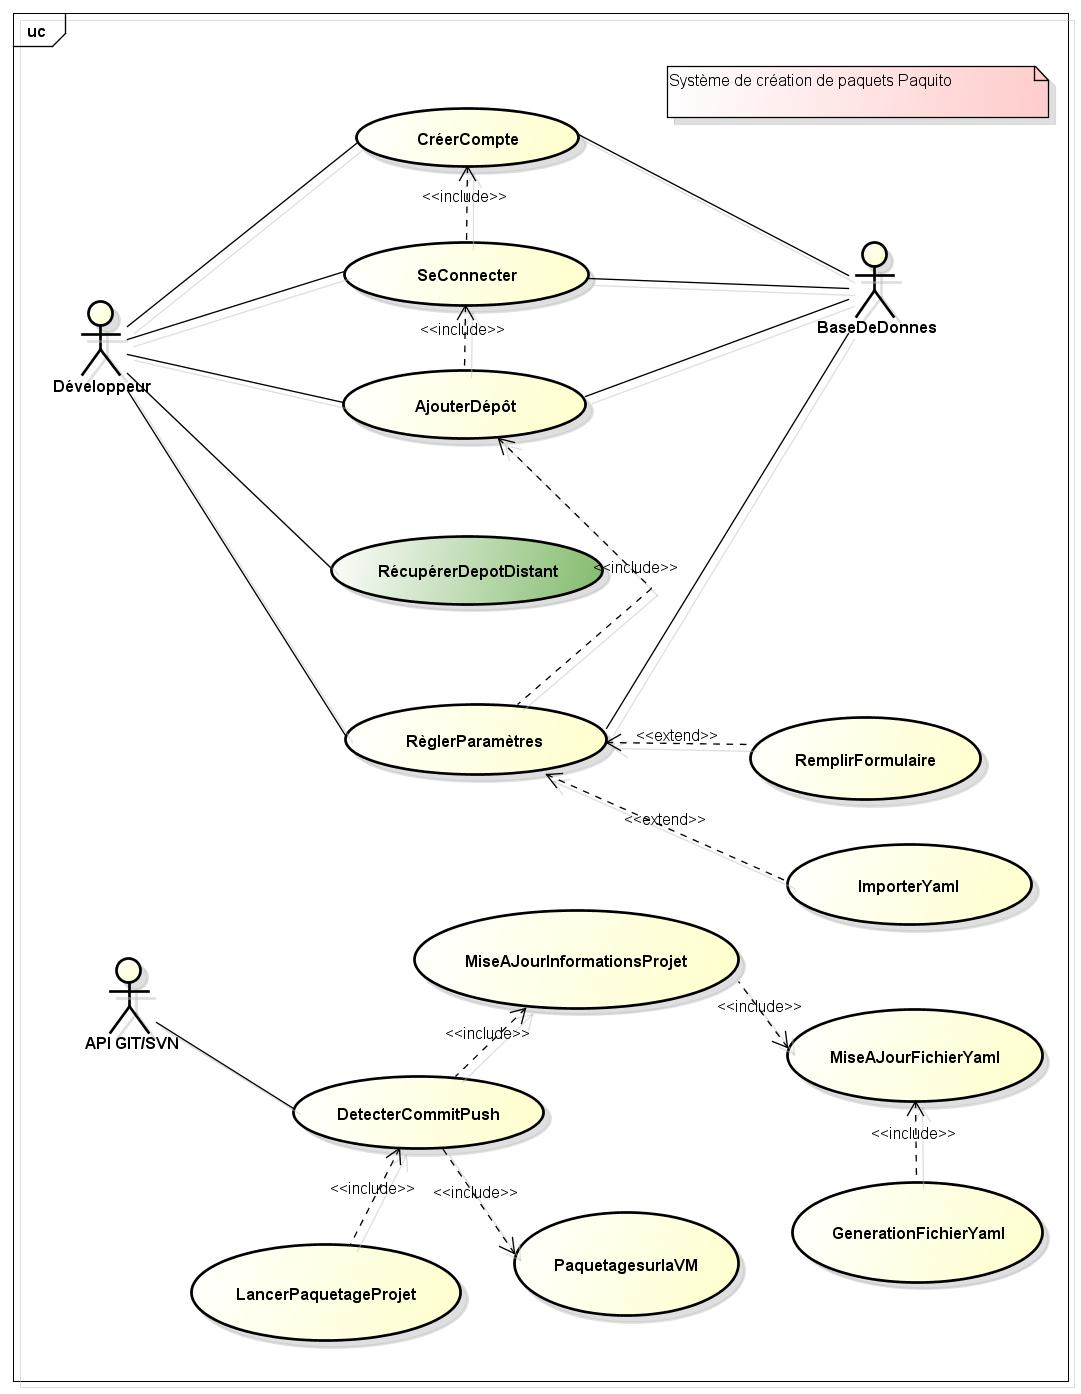 uc
Système de création de paquets Paquito
CréerCompte
<<include>>
SeConnecter
BaseDeDonnes
<<include>>
Développeur
AjouterDépôt
<<include>>
RécupérerDepotDistant
RèglerParamètres
<<extend>>
RemplirFormulaire
<<extend>>
ImporterYaml
MiseAJourInformationsProjet
<<include>>
<<include>>
API GIT/SVN
MiseAJourFichierYaml
DetecterCommitPush
<<include>>
<<include>>
<<include>>
GenerationFichierYaml
PaquetagesurlaVM
LancerPaquetageProjet